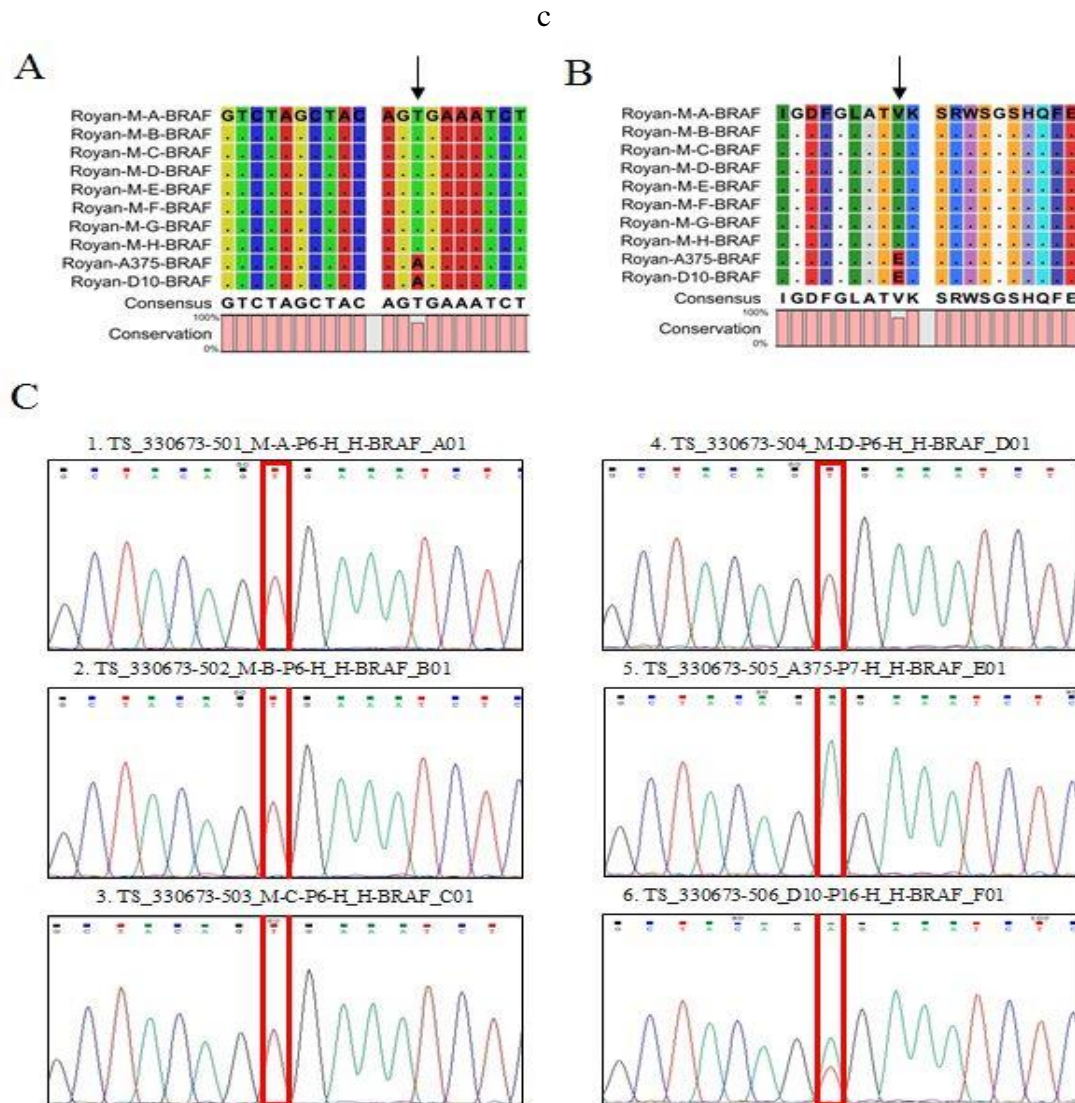 c
A
Royan-M-A-BRAF GTCTAGCTAC AGTGAAATCT
Royan-M-B-BRAF .......... ..........
Royan-M-C-BRAF .......... ..........
Royan-M-D-BRAF .......... ..........
Royan-M-E-BRAF .......... ..........
Royan-M-F-BRAF .......... ..........
Royan-M-G-BRAF .......... ..........
Royan-M-H-BRAF .......... ..........
Royan-A375-BRAF .......... ..A.......
Royan-D10-BRAF .......... ..A.......
Consensus GTCTAGCTAC AGTGAAATCT
100%
Conservation
0%
B
Royan-M-A-BRAF IGDFGLATVK SRWSGSHQFE
Royan-M-B-BRAF .......... ..........
Royan-M-C-BRAF .......... ..........
Royan-M-D-BRAF .......... ..........
Royan-M-E-BRAF .......... ..........
Royan-M-F-BRAF .......... ..........
Royan-M-G-BRAF .......... ..........
Royan-M-H-BRAF .......... ..........
Royan-A375-BRAF ........E. ..........
Royan-D10-BRAF ........E. ..........
Consensus IGDFGLATVK SRWSGSHQFE
100%
Conservation
0%
C
1. TS_330673-501_M-A-P6-H_H-BRAF_A01
G C T A C A G T G A A A T C T
2. TS_330673-502_M-B-P6-H_H-BRAF_B01
G C T A C A G T G A A A T C T C
3. TS_330673-503_M-C-P6-H_H-BRAF_C01
G C T A C A G T G A A A T C T
4. TS_330673-504_M-D-P6-H_H-BRAF_D01
G C T A C A G T G A A A T C T
5. TS_330673-505_A375-P7-H_H-BRAF_E01
G C T A C A G A G A A A T C T C
6. TS_330673-506_D10-P16-H_H-BRAF_F01
G C T A C A G A G A A A T C T C